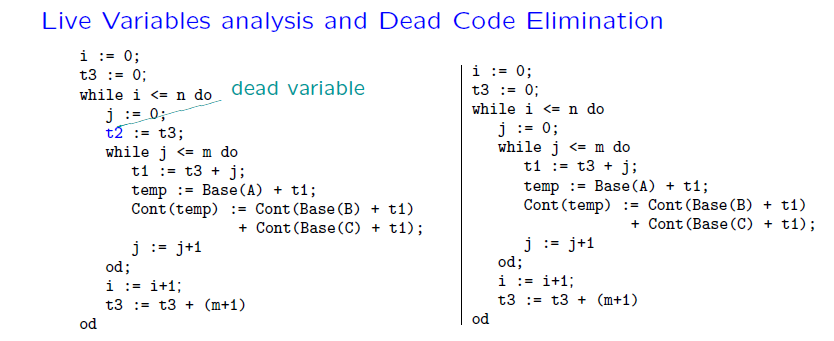 Live Variables analysis and Dead Code Elimination
i := 0;
t3 := 0;
while i <= n do
dead variable
j := 0;
t2 := t3;
while j <= m do
t1 := t3 + j;
temp := Base(A) + t1;
Cont(temp) := Cont(Base(B) + t1)
+ Cont(Base(C) + t1);
j := j+1
od;
i := i+1;
t3 := t3 + (m+1)
od
i := 0;
t3 := 0;
while i <= n do
j := 0;
while j <= m do
t1 := t3 + j;
temp := Base(A) + t1;
Cont(temp) := Cont(Base(B) + t1)
+ Cont(Base(C) + t1);
j := j+1
od;
i := i+1;
t3 := t3 + (m+1)
od